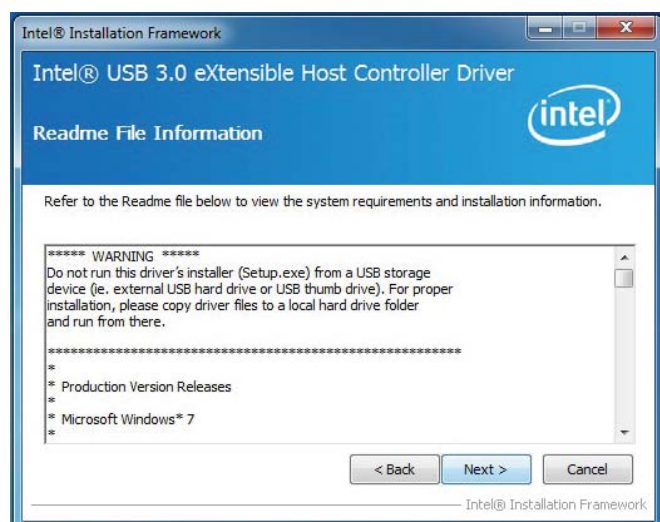 Intel® Installation Framework
Intel® USB 3.0 eXtensible Host Controller Driver
Readme File Information
intel®
Refer to the Readme file below to view the system requirements and installation information.
***** WARNING *****
Do not run this driver's installer (Setup.exe) from a USB storage
device (ie. external USB hard drive or USB thumb drive). For proper
installation, please copy driver files to a local hard drive folder
and run from there.
*******************************************************
*
* Production Version Releases
*
* Microsoft Windows* 7
*
< Back
Next >
Cancel
Intel® Installation Framework